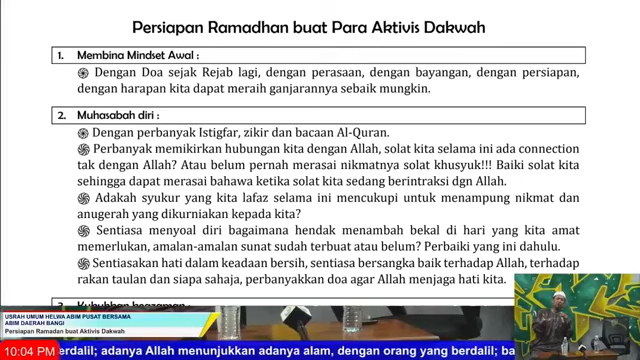 Persiapan Ramadhan buat Para Aktivis Dakwah
1. Membina Mindset Awal :
Dengan Doa sejak Rejab lagi, dengan perasaan, dengan bayangan, dengan persiapan,
dengan harapan kita dapat meraih ganjarannya sebaik mungkin.
2. Muhasabah diri :
Dengan perbanyak Istigfar, zikir dan bacaan Al-Quran.
Perbanyak memikirkan hubungan kita dengan Allah, solat kita selama ini ada connection
tak dengan Allah? Atau belum pernah merasai nikmatnya solat khusyuk!!! Baiki solat kita
sehingga dapat merasai bahawa ketika solat kita sedang berintraksi dgn Allah.
Adakah syukur yang kita lafaz selama ini mencukupi untuk menampung nikmat dan
anugerah yang dikurniakan kepada kita?
Sentiasa menyoal diri bagaimana hendak menambah bekal di hari yang kita amat
memerlukan, amalan-amalan sunat sudah terbuat atau belum? Perbaiki yang ini dahulu.
Sentiasakan hati dalam keadaan bersih, sentiasa bersangka baik terhadap Allah, terhadap
rakan taulan dan siapa sahaja, perbanyakkan doa agar Allah menjaga hati kita.
3. Kukuhkan keazaman :
USRAH UMUM HELWA ABIM PUSAT BERSAMA
ABIM DAERAH BANGI
Persiapan Ramadan buat Aktivis Dakwah
10:04 PM erdalil; adanya Allah menunjukkan adanya alam, dengan orang yang berdalil; ba